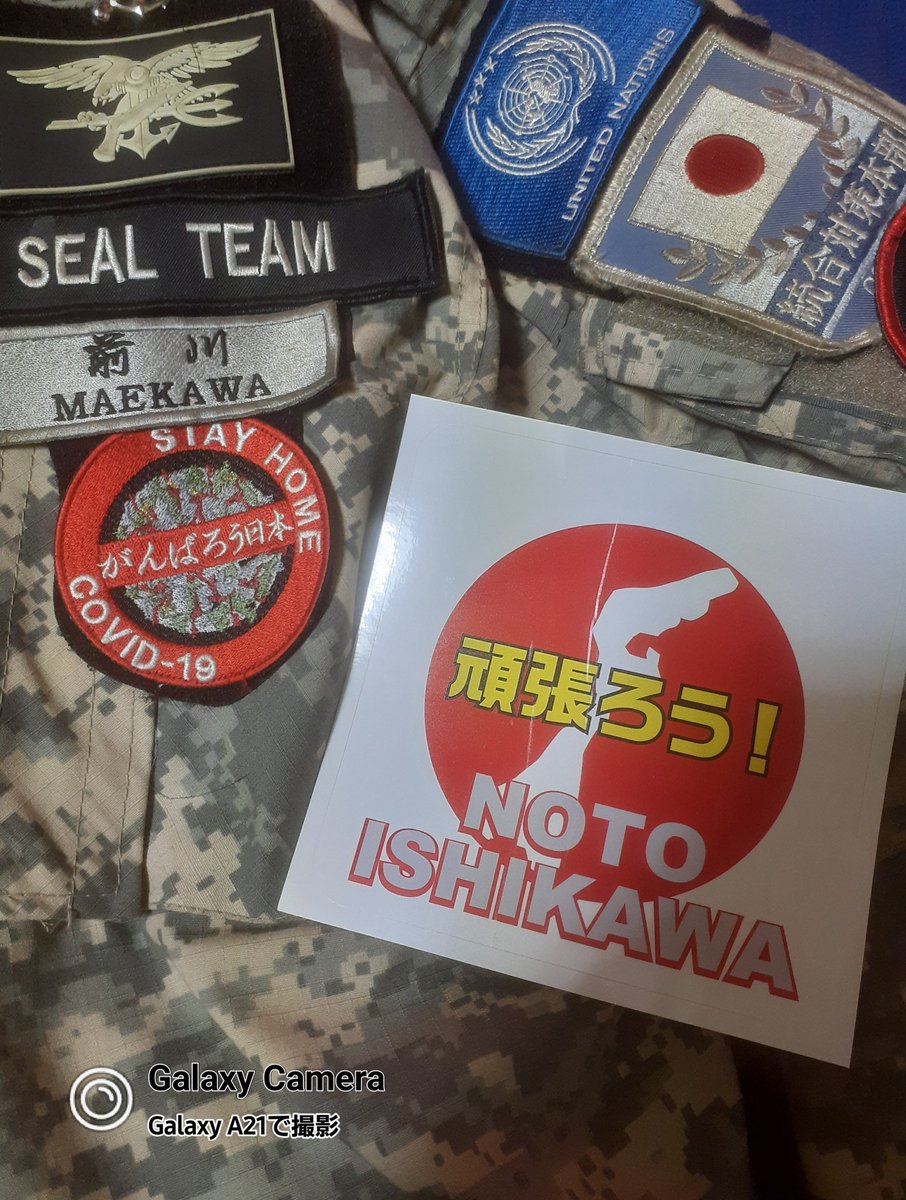 SEAL TEAM
前川
MAEKAWA
STAY HOME
がんばろう日本
COVID-19
UNITED NATIONS
統合対策本部
頑張ろう!
NOTO
ISHIKAWA
Galaxy Camera
Galaxy A21で撮影